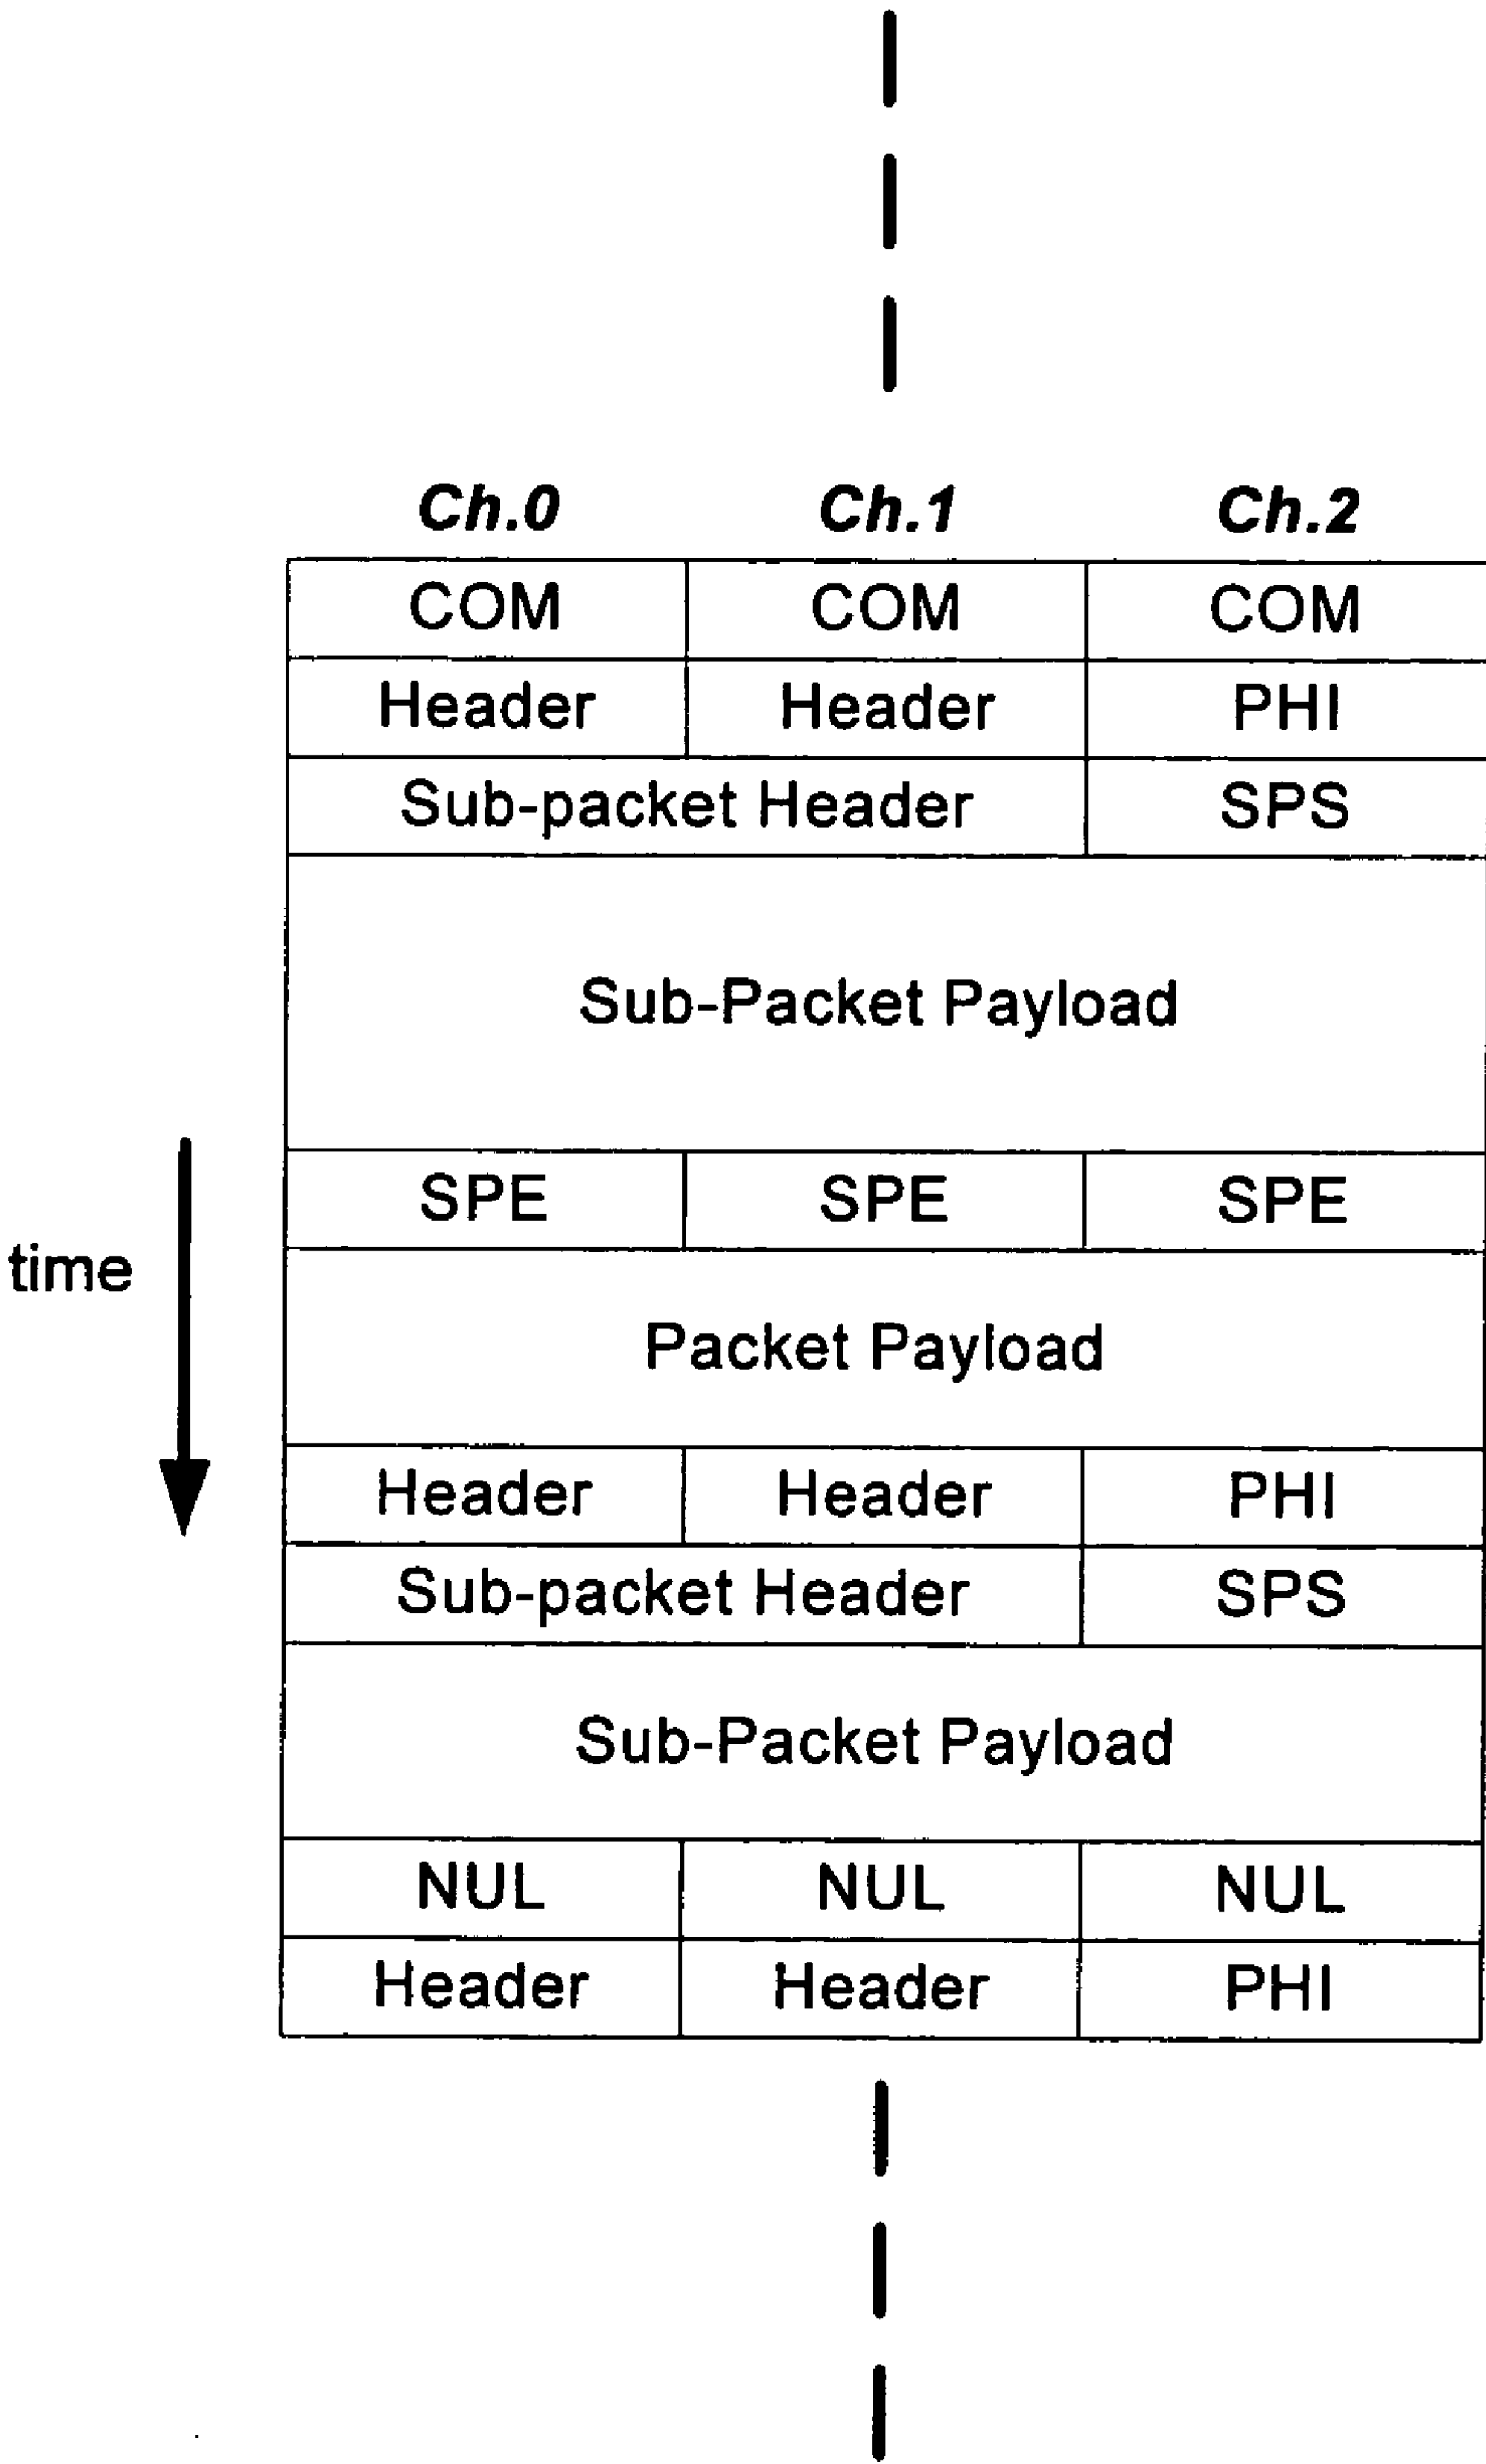 Ch.0 Ch.1 Ch.2
COM COM COM
Header Header PHI
Sub-packet Header SPS
Sub-Packet Payload
SPE SPE SPE
time
Packet Payload
Header Header PHI
Sub-packet Header SPS
Sub-Packet Payload
NUL NUL NUL
Header Header PHI